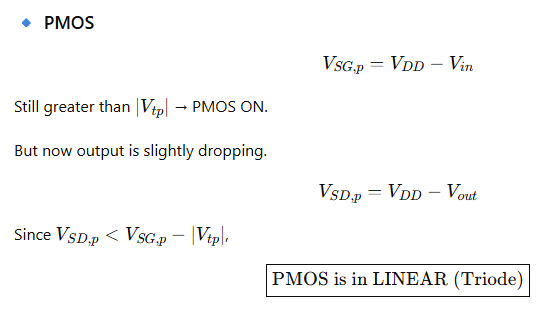 PMOS
V_{SG,p} = V_{DD} − V_{in}
Still greater than |V_{tp}| → PMOS ON.
But now output is slightly dropping.
V_{SD,p} = V_{DD} − V_{out}
Since V_{SD,p} < V_{SG,p} − |V_{tp}|,
PMOS is in LINEAR (Triode)